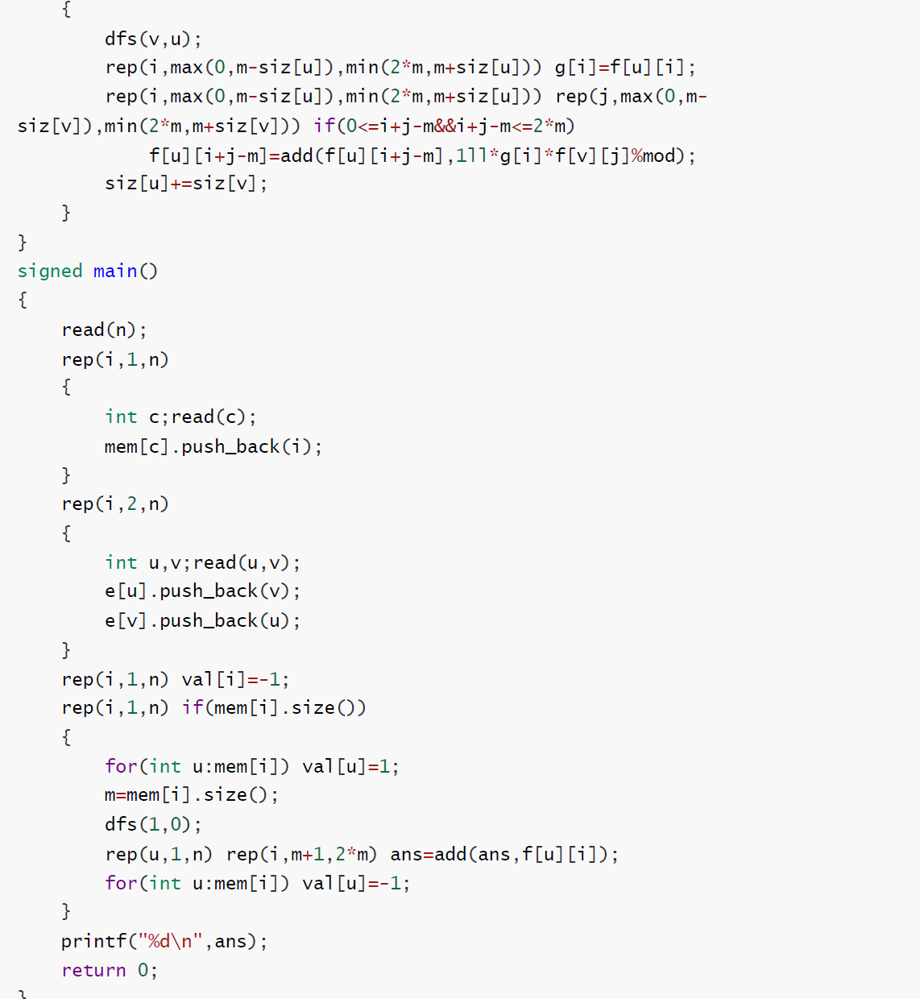 {
        dfs(v,u);
        rep(i,max(0,m-siz[u]),min(2*m,m+siz[u])) g[i]=f[u][i];
        rep(i,max(0,m-siz[u]),min(2*m,m+siz[u])) rep(j,max(0,m-
siz[v]),min(2*m,m+siz[v])) if(0<=i+j-m&&i+j-m<=2*m)
            f[u][i+j-m]=add(f[u][i+j-m],1ll*g[i]*f[v][j]%mod);
        siz[u]+=siz[v];
    }
}
signed main()
{
    read(n);
    rep(i,1,n)
    {
        int c;read(c);
        mem[c].push_back(i);
    }
    rep(i,2,n)
    {
        int u,v;read(u,v);
        e[u].push_back(v);
        e[v].push_back(u);
    }
    rep(i,1,n) val[i]=-1;
    rep(i,1,n) if(mem[i].size())
    {
        for(int u:mem[i]) val[u]=1;
        m=mem[i].size();
        dfs(1,0);
        rep(u,1,n) rep(i,m+1,2*m) ans=add(ans,f[u][i]);
        for(int u:mem[i]) val[u]=-1;
    }
    printf("%d\n",ans);
    return 0;
}